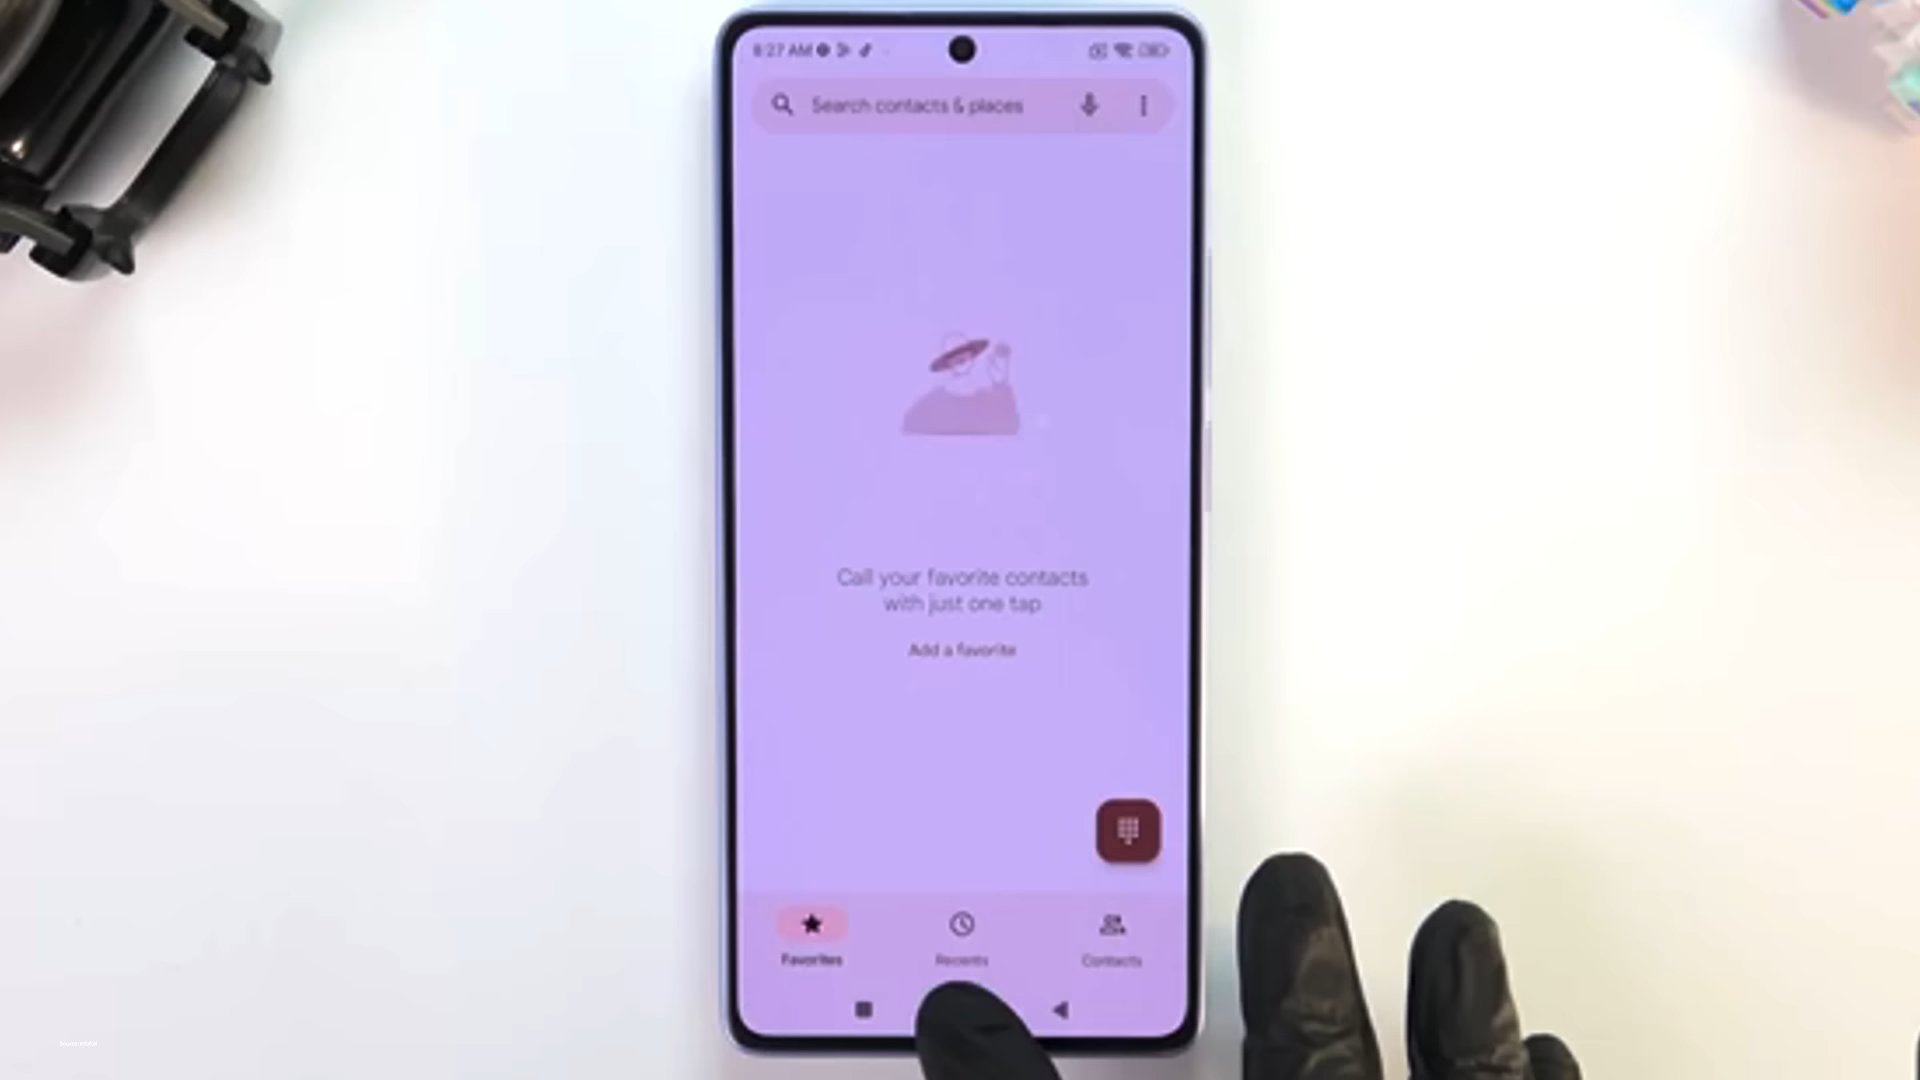 8:27 AM
Search contacts & places
Call your favorite contacts
with just one tap
Add a favorite
Favorites
Recents
Contacts